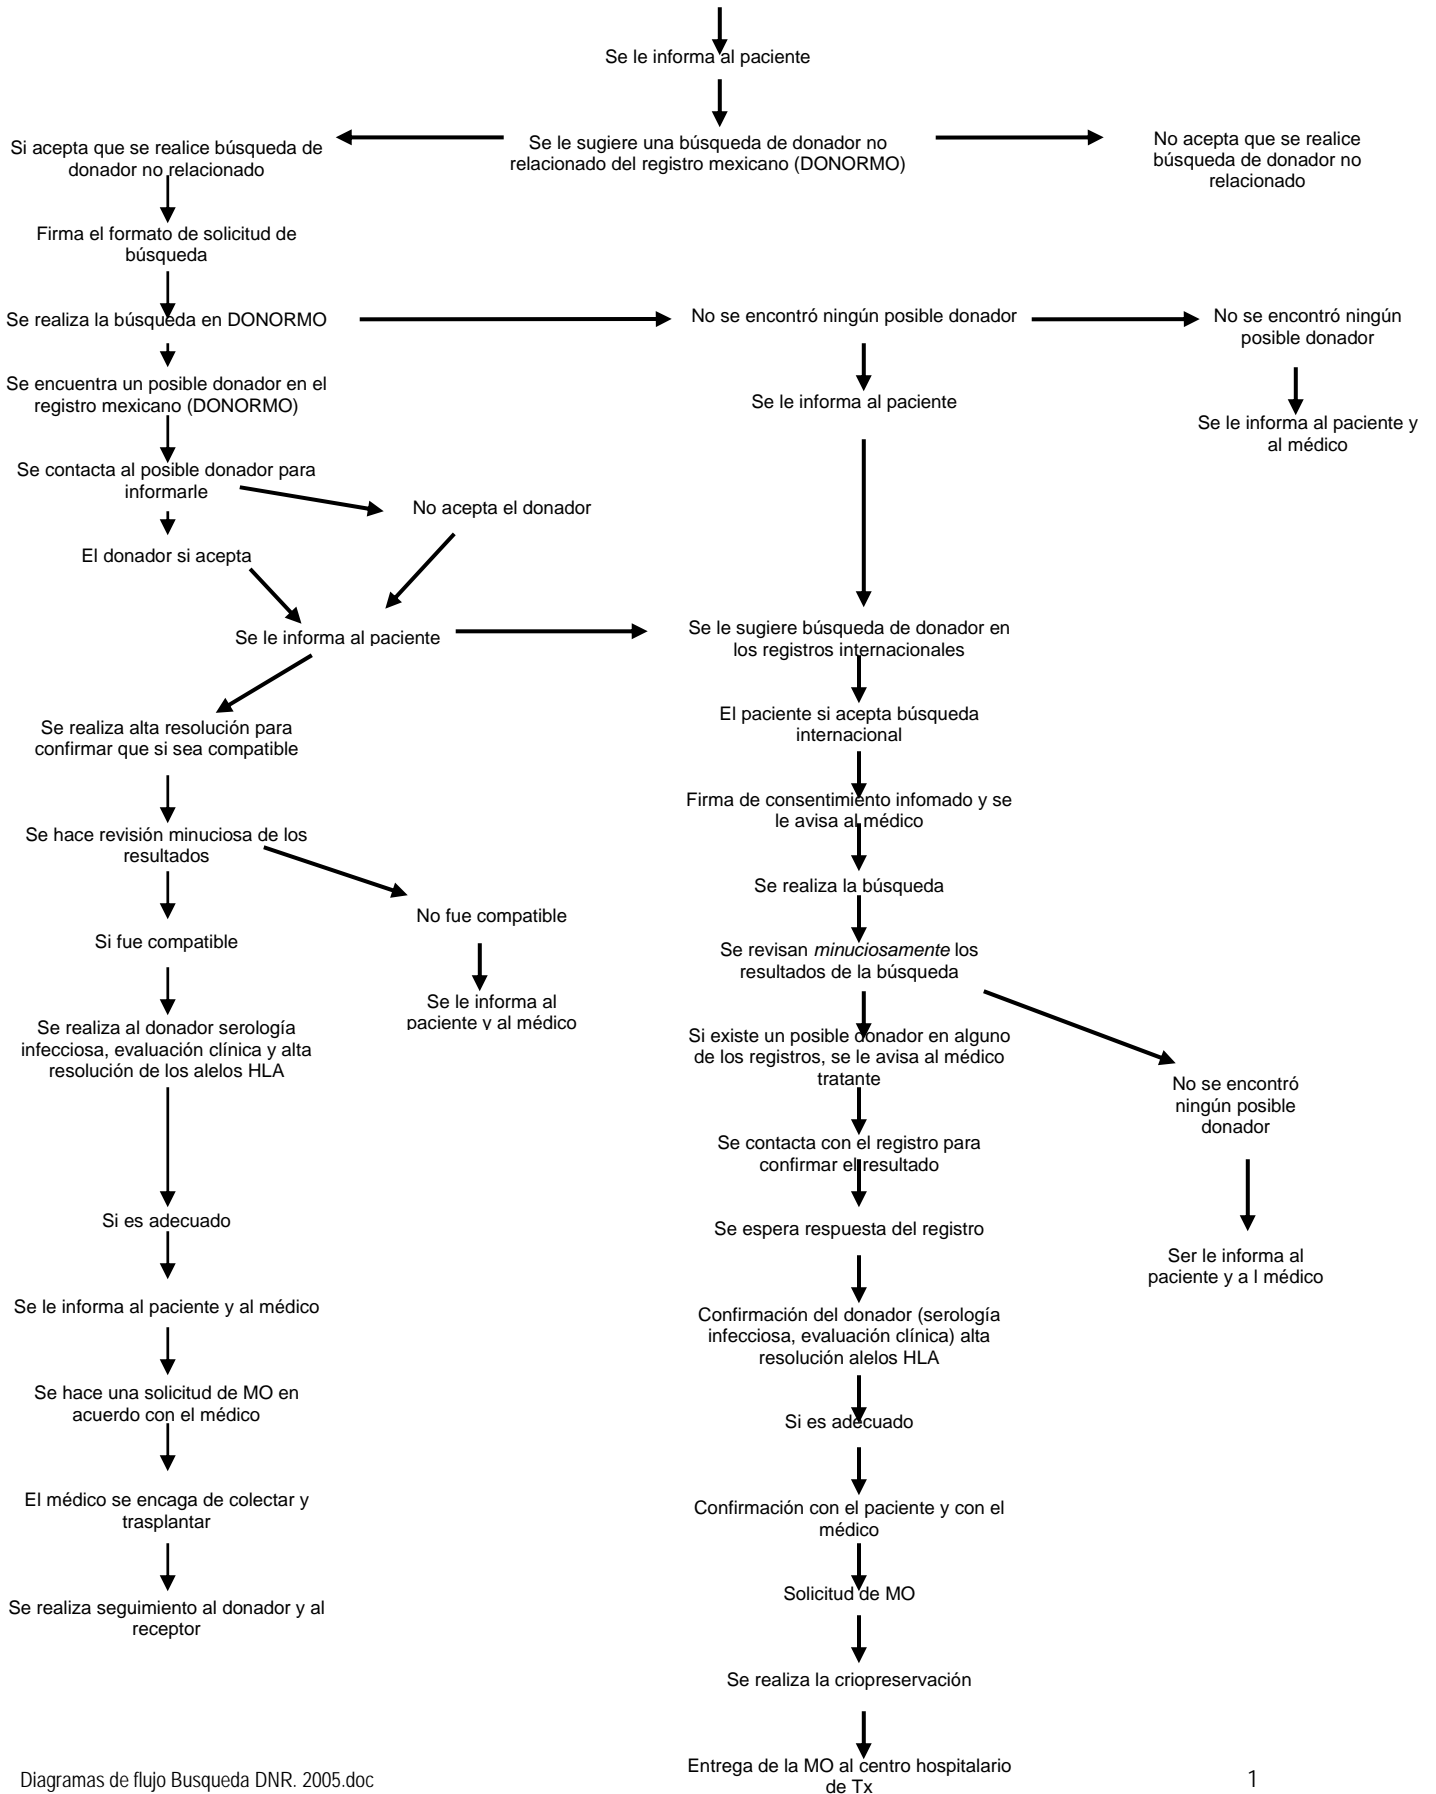 Se le informa al paciente
Si acepta que se realice búsqueda de
donador no relacionado
Se le sugiere una búsqueda de donador no
relacionado del registro mexicano (DONORMO)
No acepta que se realice
búsqueda de donador no
relacionado
Firma el formato de solicitud de
búsqueda
Se realiza la búsqueda en DONORMO
No se encontró ningún posible donador
No se encontró ningún
posible donador
Se encuentra un posible donador en el
registro mexicano (DONORMO)
Se le informa al paciente
Se le informa al paciente y
al médico
Se contacta al posible donador para
informarle
No acepta el donador
El donador si acepta
Se le informa al paciente
Se le sugiere búsqueda de donador en
los registros internacionales
Se realiza alta resolución para
confirmar que si sea compatible
El paciente si acepta búsqueda
internacional
Se hace revisión minuciosa de los
resultados
Firma de consentimiento infomado y se
le avisa al médico
Se realiza la búsqueda
No fue compatible
Si fue compatible
Se revisan minuciosamente los
resultados de la búsqueda
Se le informa al
paciente y al médico
Se realiza al donador serología
infecciosa, evaluación clínica y alta
resolución de los alelos HLA
Si existe un posible donador en alguno
de los registros, se le avisa al médico
tratante
No se encontró
ningún posible
donador
Se contacta con el registro para
confirmar el resultado
Si es adecuado
Se espera respuesta del registro
Ser le informa al
paciente y a l médico
Se le informa al paciente y al médico
Confirmación del donador (serología
infecciosa, evaluación clínica) alta
resolución alelos HLA
Se hace una solicitud de MO en
acuerdo con el médico
Si es adecuado
El médico se encaga de colectar y
trasplantar
Confirmación con el paciente y con el
médico
Se realiza seguimiento al donador y al
receptor
Solicitud de MO
Se realiza la criopreservación
Entrega de la MO al centro hospitalario
de Tx
Diagramas de flujo Busqueda DNR. 2005.doc
1